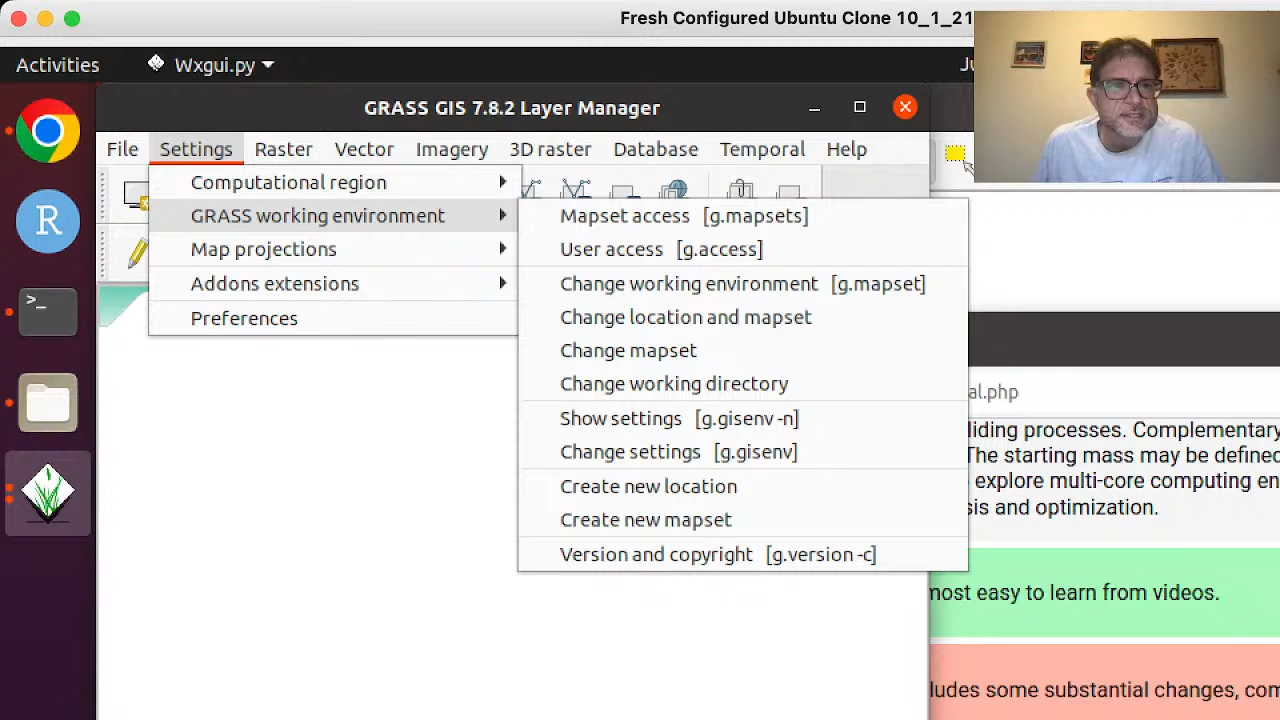 Fresh Configured Ubuntu Clone 10_1_21
Activities
Wxgui.py
GRASS GIS 7.8.2 Layer Manager
File Settings Raster Vector Imagery 3D raster Database Temporal Help
Computational region
GRASS working environment
Map projections
Addons extensions
Preferences
Mapset access [g.mapsets]
User access [g.access]
Change working environment [g.mapset]
Change location and mapset
Change mapset
Change working directory
Show settings [g.gisenv -n]
Change settings [g.gisenv]
Create new location
Create new mapset
Version and copyright [g.version -c]
R
>_
al.php
liding processes. Complementary
The starting mass may be defined
explore multi-core computing en
sis and optimization.
most easy to learn from videos.
ludes some substantial changes, com